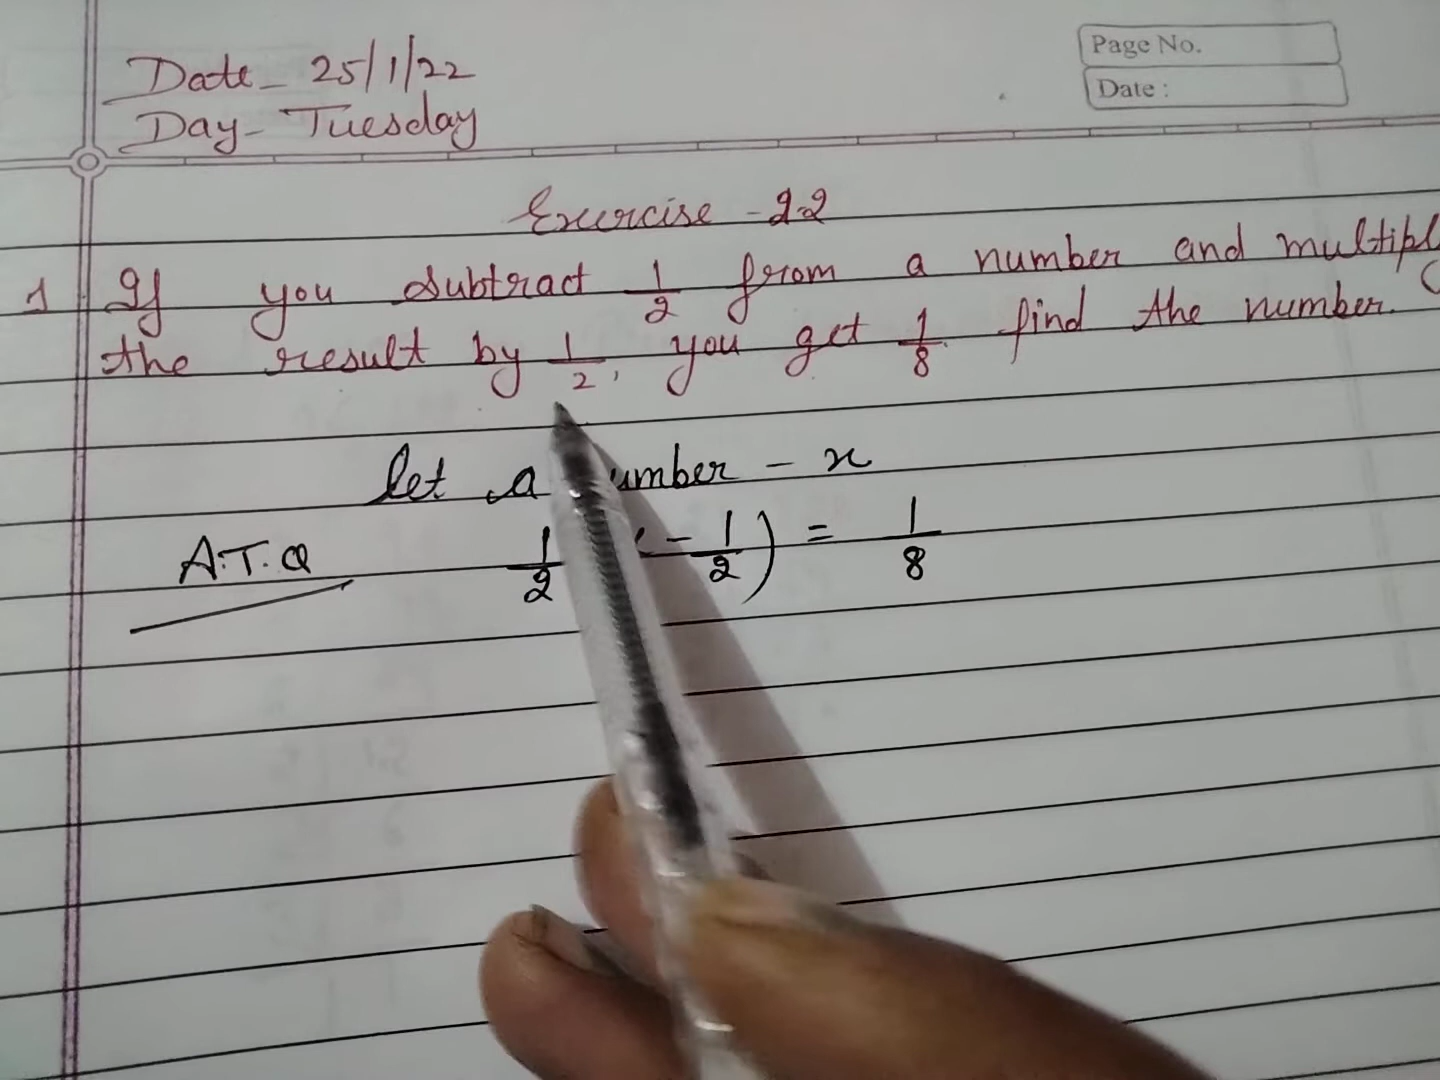 Date - 25/1/22
Day - Tuesday
Page No.
Date :
Exercise - 2.2
1 If you subtract 1/2 from a number and multipl
the result by 1/2, you get 1/8. find the number.
let a umber - x
A.T.Q 1/2 - 1/2) = 1/8